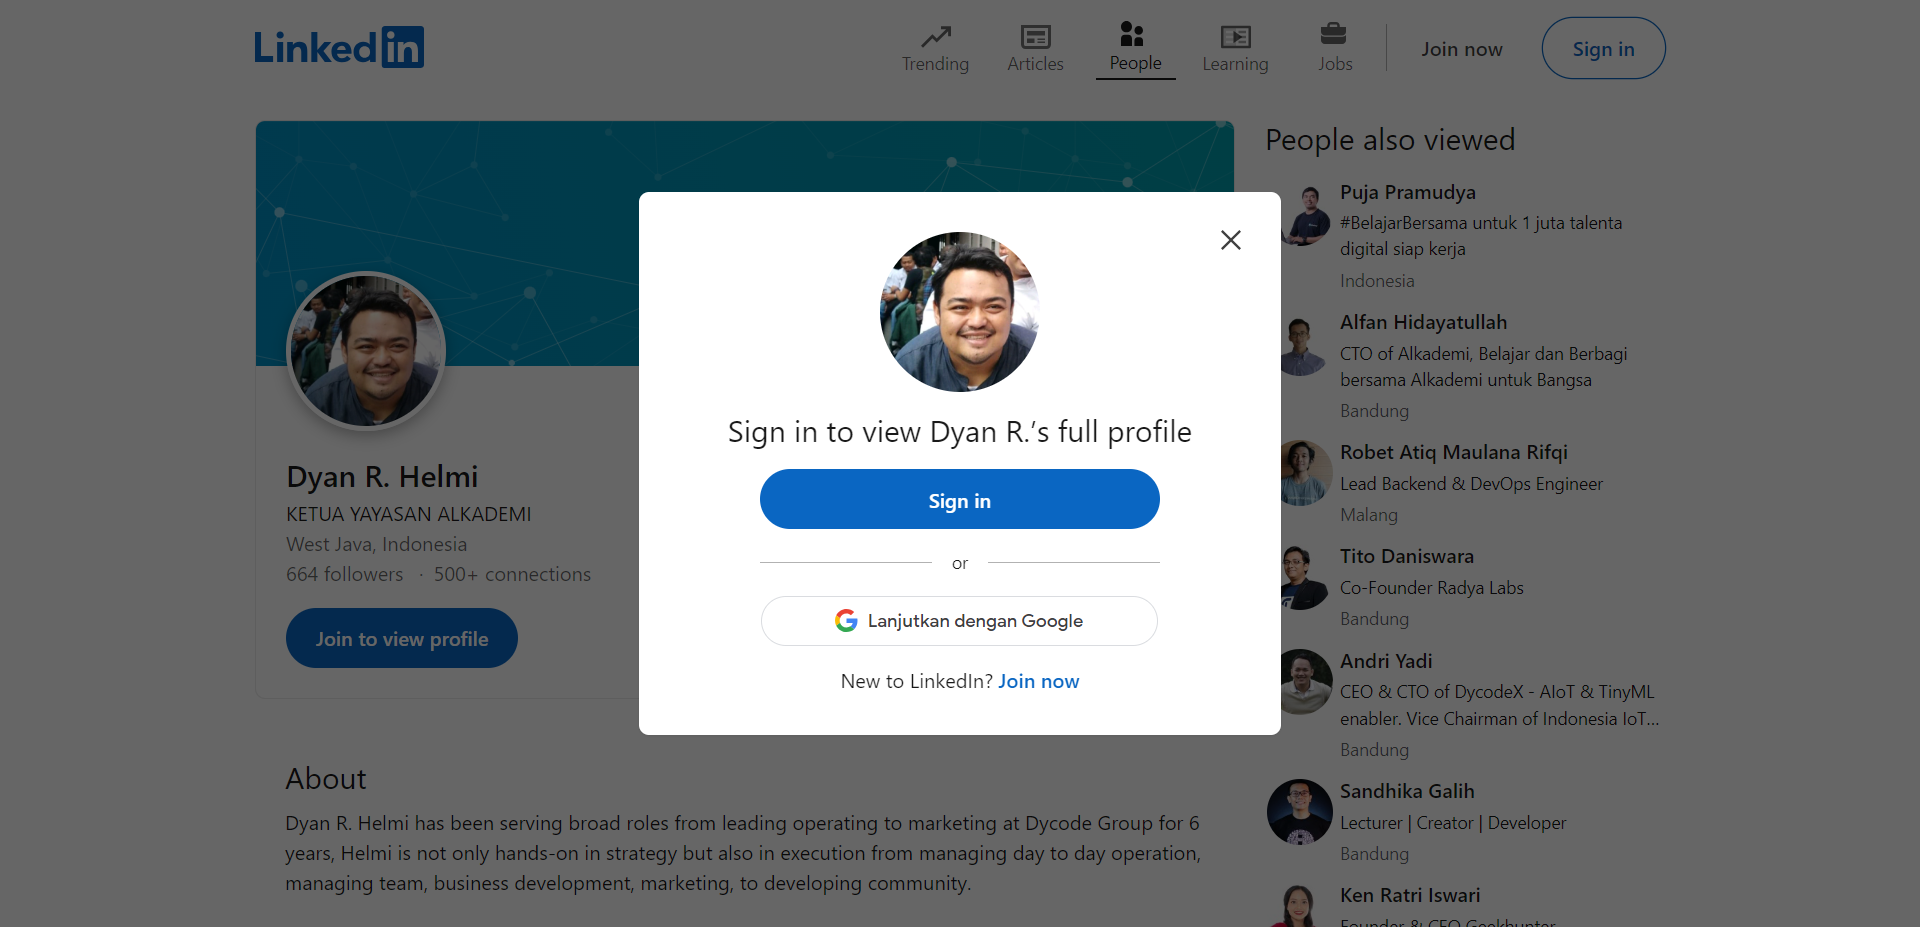 LinkedIn
Trending
Articles
People
Learning
Jobs
Join now
Sign in
Dyan R. Helmi
KETUA YAYASAN ALKADEMI
West Java, Indonesia
664 followers · 500+ connections
Join to view profile
Sign in to view Dyan R.’s full profile
Sign in
or
Lanjutkan dengan Google
New to LinkedIn? Join now
About
Dyan R. Helmi has been serving broad roles from leading operating to marketing at Dycode Group for 6
years, Helmi is not only hands-on in strategy but also in execution from managing day to day operation,
managing team, business development, marketing, to developing community.
People also viewed
Puja Pramudya
#BelajarBersama untuk 1 juta talenta
digital siap kerja
Indonesia
Alfan Hidayatullah
CTO of Alkademi, Belajar dan Berbagi
bersama Alkademi untuk Bangsa
Bandung
Robet Atiq Maulana Rifqi
Lead Backend & DevOps Engineer
Malang
Tito Daniswara
Co-Founder Radya Labs
Bandung
Andri Yadi
CEO & CTO of DycodeX - AIoT & TinyML
enabler. Vice Chairman of Indonesia IoT...
Bandung
Sandhika Galih
Lecturer | Creator | Developer
Bandung
Ken Ratri Iswari
Founder & CEO Geekhunter